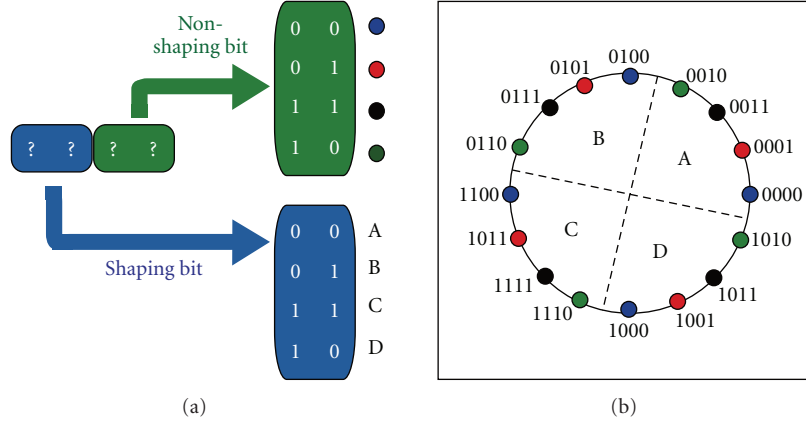 Non-
shaping bit
0 0
0 1
1 1
1 0
? ? ? ?
Shaping bit
0 0 A
0 1 B
1 1 C
1 0 D
(a)
0100
0101
0010
0111
0011
0110
0001
B
A
1100
0000
C
D
1011
1010
1111
1011
1110
1001
1000
(b)